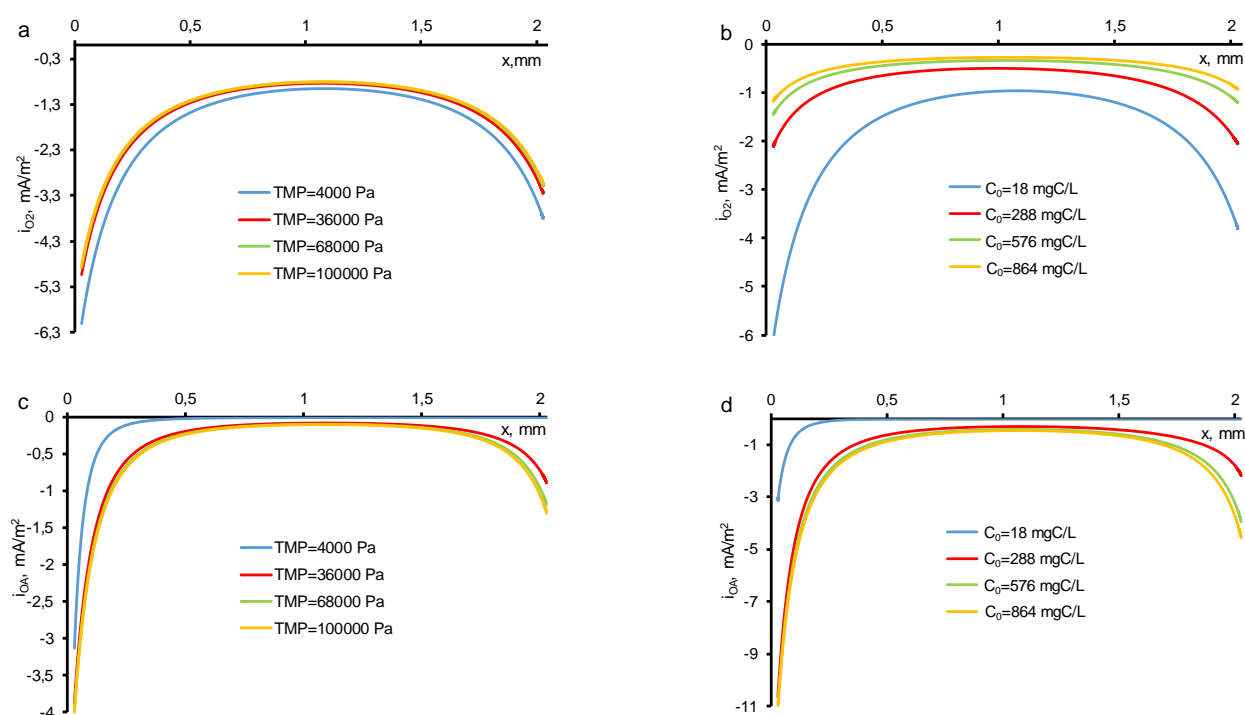 a
0
0,5
1
1,5
2
x,mm
-0,3
-1,3
-2,3
-3,3
-4,3
-5,3
-6,3
i_O2, mA/m²
TMP=4000 Pa
TMP=36000 Pa
TMP=68000 Pa
TMP=100000 Pa
b
0
0,5
1
1,5
2
x, mm
0
-1
-2
-3
-4
-5
-6
i_O2, mA/m²
C₀=18 mgC/L
C₀=288 mgC/L
C₀=576 mgC/L
C₀=864 mgC/L
c
0
0,5
1
1,5
2
x, mm
0
-0,5
-1
-1,5
-2
-2,5
-3
-3,5
-4
i_OA, mA/m²
TMP=4000 Pa
TMP=36000 Pa
TMP=68000 Pa
TMP=100000 Pa
d
0
0,5
1
1,5
2
x, mm
-1
-3
-5
-7
-9
-11
i_OA, mA/m²
C₀=18 mgC/L
C₀=288 mgC/L
C₀=576 mgC/L
C₀=864 mgC/L